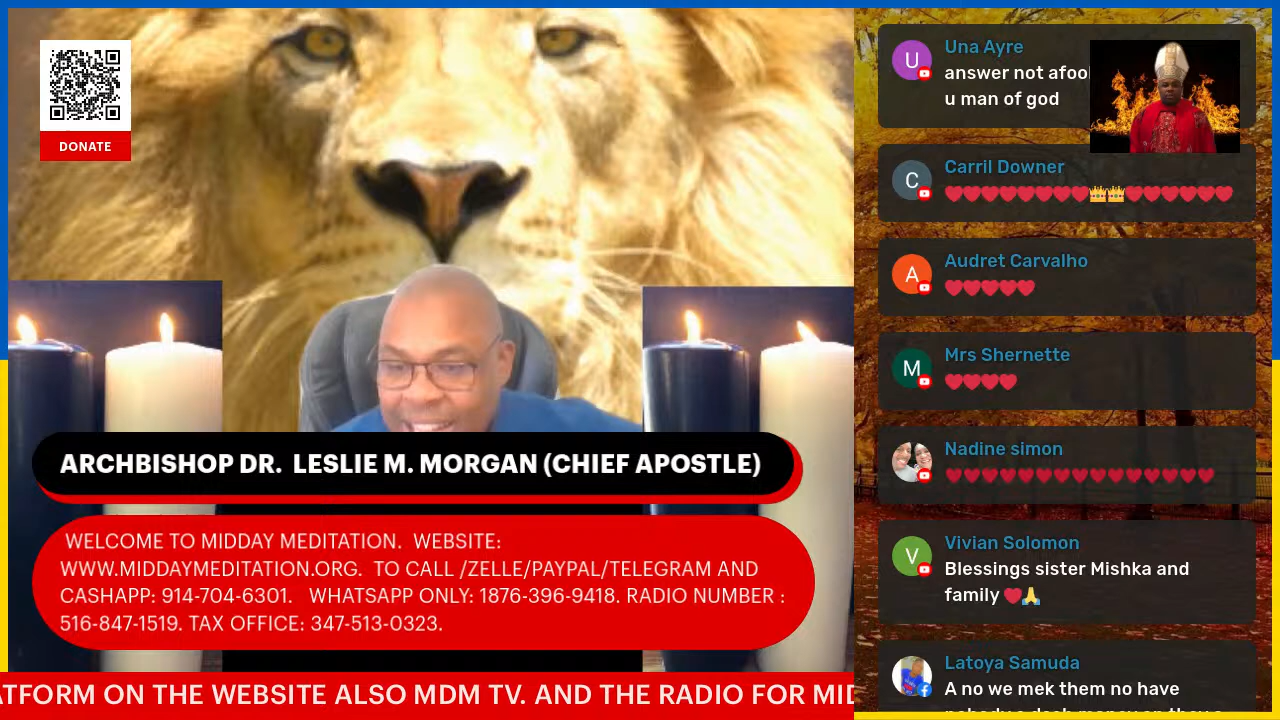 DONATE
ARCHBISHOP DR. LESLIE M. MORGAN (CHIEF APOSTLE)
WELCOME TO MIDDAY MEDITATION. WEBSITE:
WWW.MIDDAYMEDITATION.ORG. TO CALL /ZELLE/PAYPAL/TELEGRAM AND
CASHAPP: 914-704-6301. WHATSAPP ONLY: 1876-396-9418. RADIO NUMBER :
516-847-1519. TAX OFFICE: 347-513-0323.
ATFORM ON THE WEBSITE ALSO MDM TV. AND THE RADIO FOR MID
U
Una Ayre
answer not afool
u man of god
C
Carril Downer
❤❤❤❤❤❤❤❤👑👑❤❤❤❤❤❤
A
Audret Carvalho
❤❤❤❤❤
M
Mrs Shernette
❤❤❤❤
Nadine simon
❤❤❤❤❤❤❤❤❤❤❤❤❤❤❤
V
Vivian Solomon
Blessings sister Mishka and
family ❤🙏
Latoya Samuda
A no we mek them no have